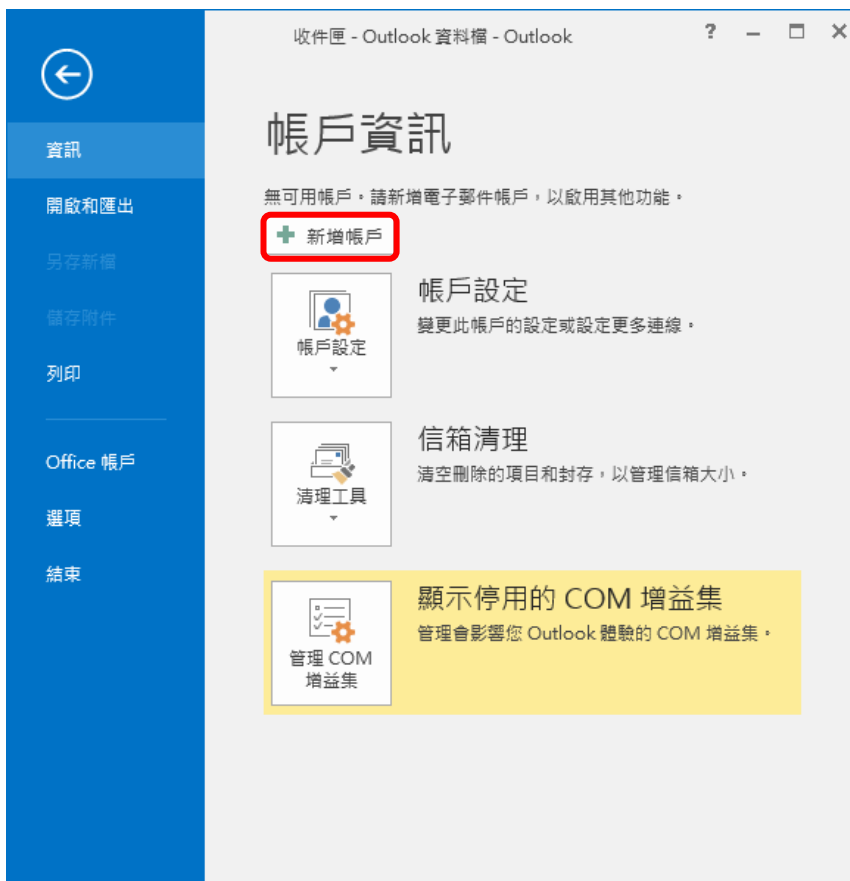 收件匣 - Outlook 資料檔 - Outlook
?
資訊
開啟和匯出
另存新檔
儲存附件
列印
Office 帳戶
選項
結束
帳戶資訊
無可用帳戶。請新增電子郵件帳戶，以啟用其他功能。
新增帳戶
帳戶設定
帳戶設定
變更此帳戶的設定或設定更多連線。
清理工具
信箱清理
清空刪除的項目和封存，以管理信箱大小。
管理 COM
增益集
顯示停用的 COM 增益集
管理會影響您 Outlook 體驗的 COM 增益集。